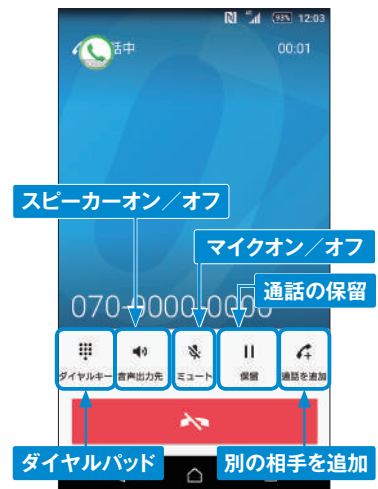 93% 12:03
話中 00:01
スピーカーオン／オフ
マイクオン／オフ
通話の保留
070-9000-0000
ダイヤルキー 音声出力先 ミュート 保留 通話を追加
ダイヤルパッド 別の相手を追加